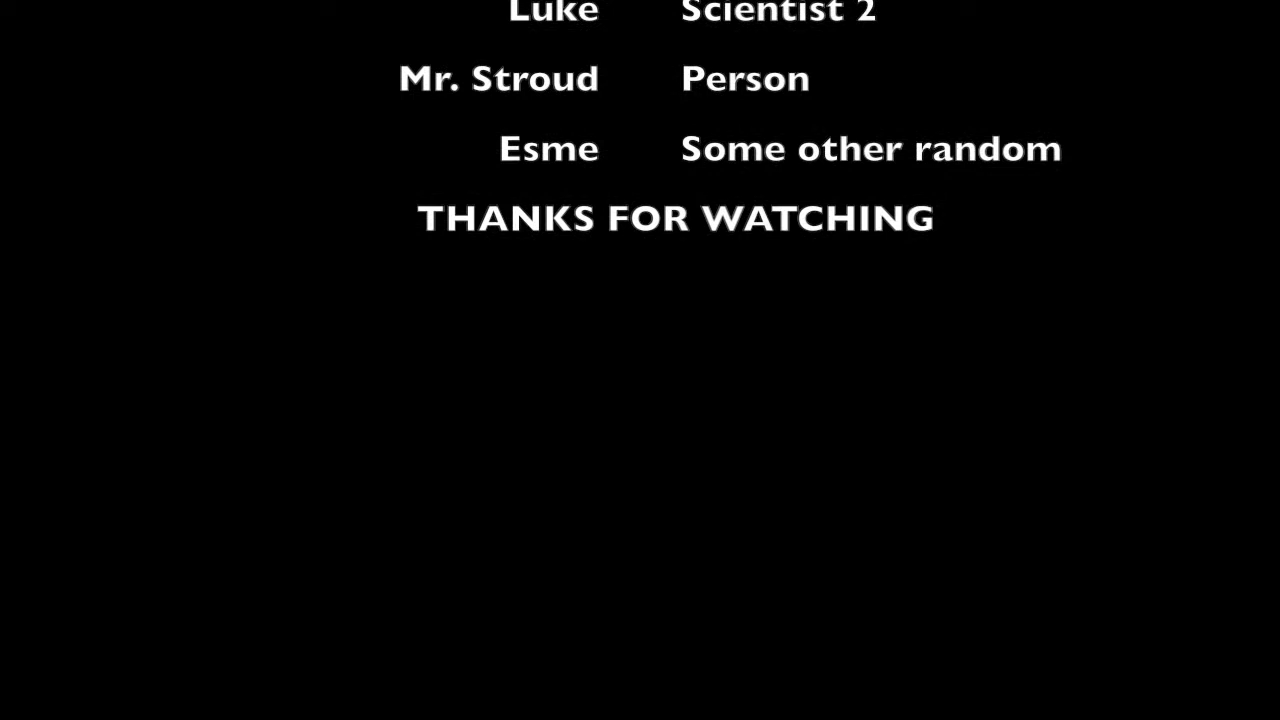 Luke Scientist 2
Mr. Stroud Person
Esme Some other random
THANKS FOR WATCHING